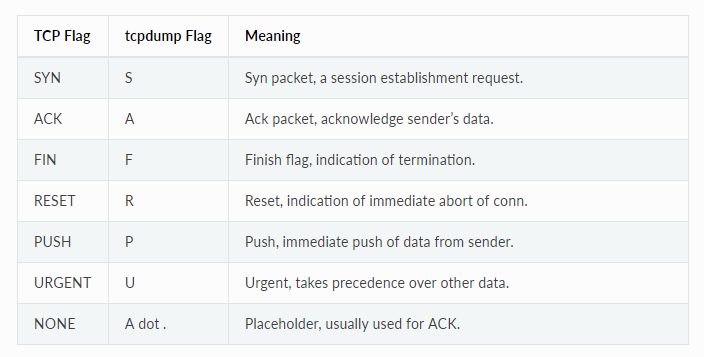 TCP Flag tcpdump Flag Meaning
SYN S Syn packet, a session establishment request.
ACK A Ack packet, acknowledge sender's data.
FIN F Finish flag, indication of termination.
RESET R Reset, indication of immediate abort of conn.
PUSH P Push, immediate push of data from sender.
URGENT U Urgent, takes precedence over other data.
NONE A dot . Placeholder, usually used for ACK.